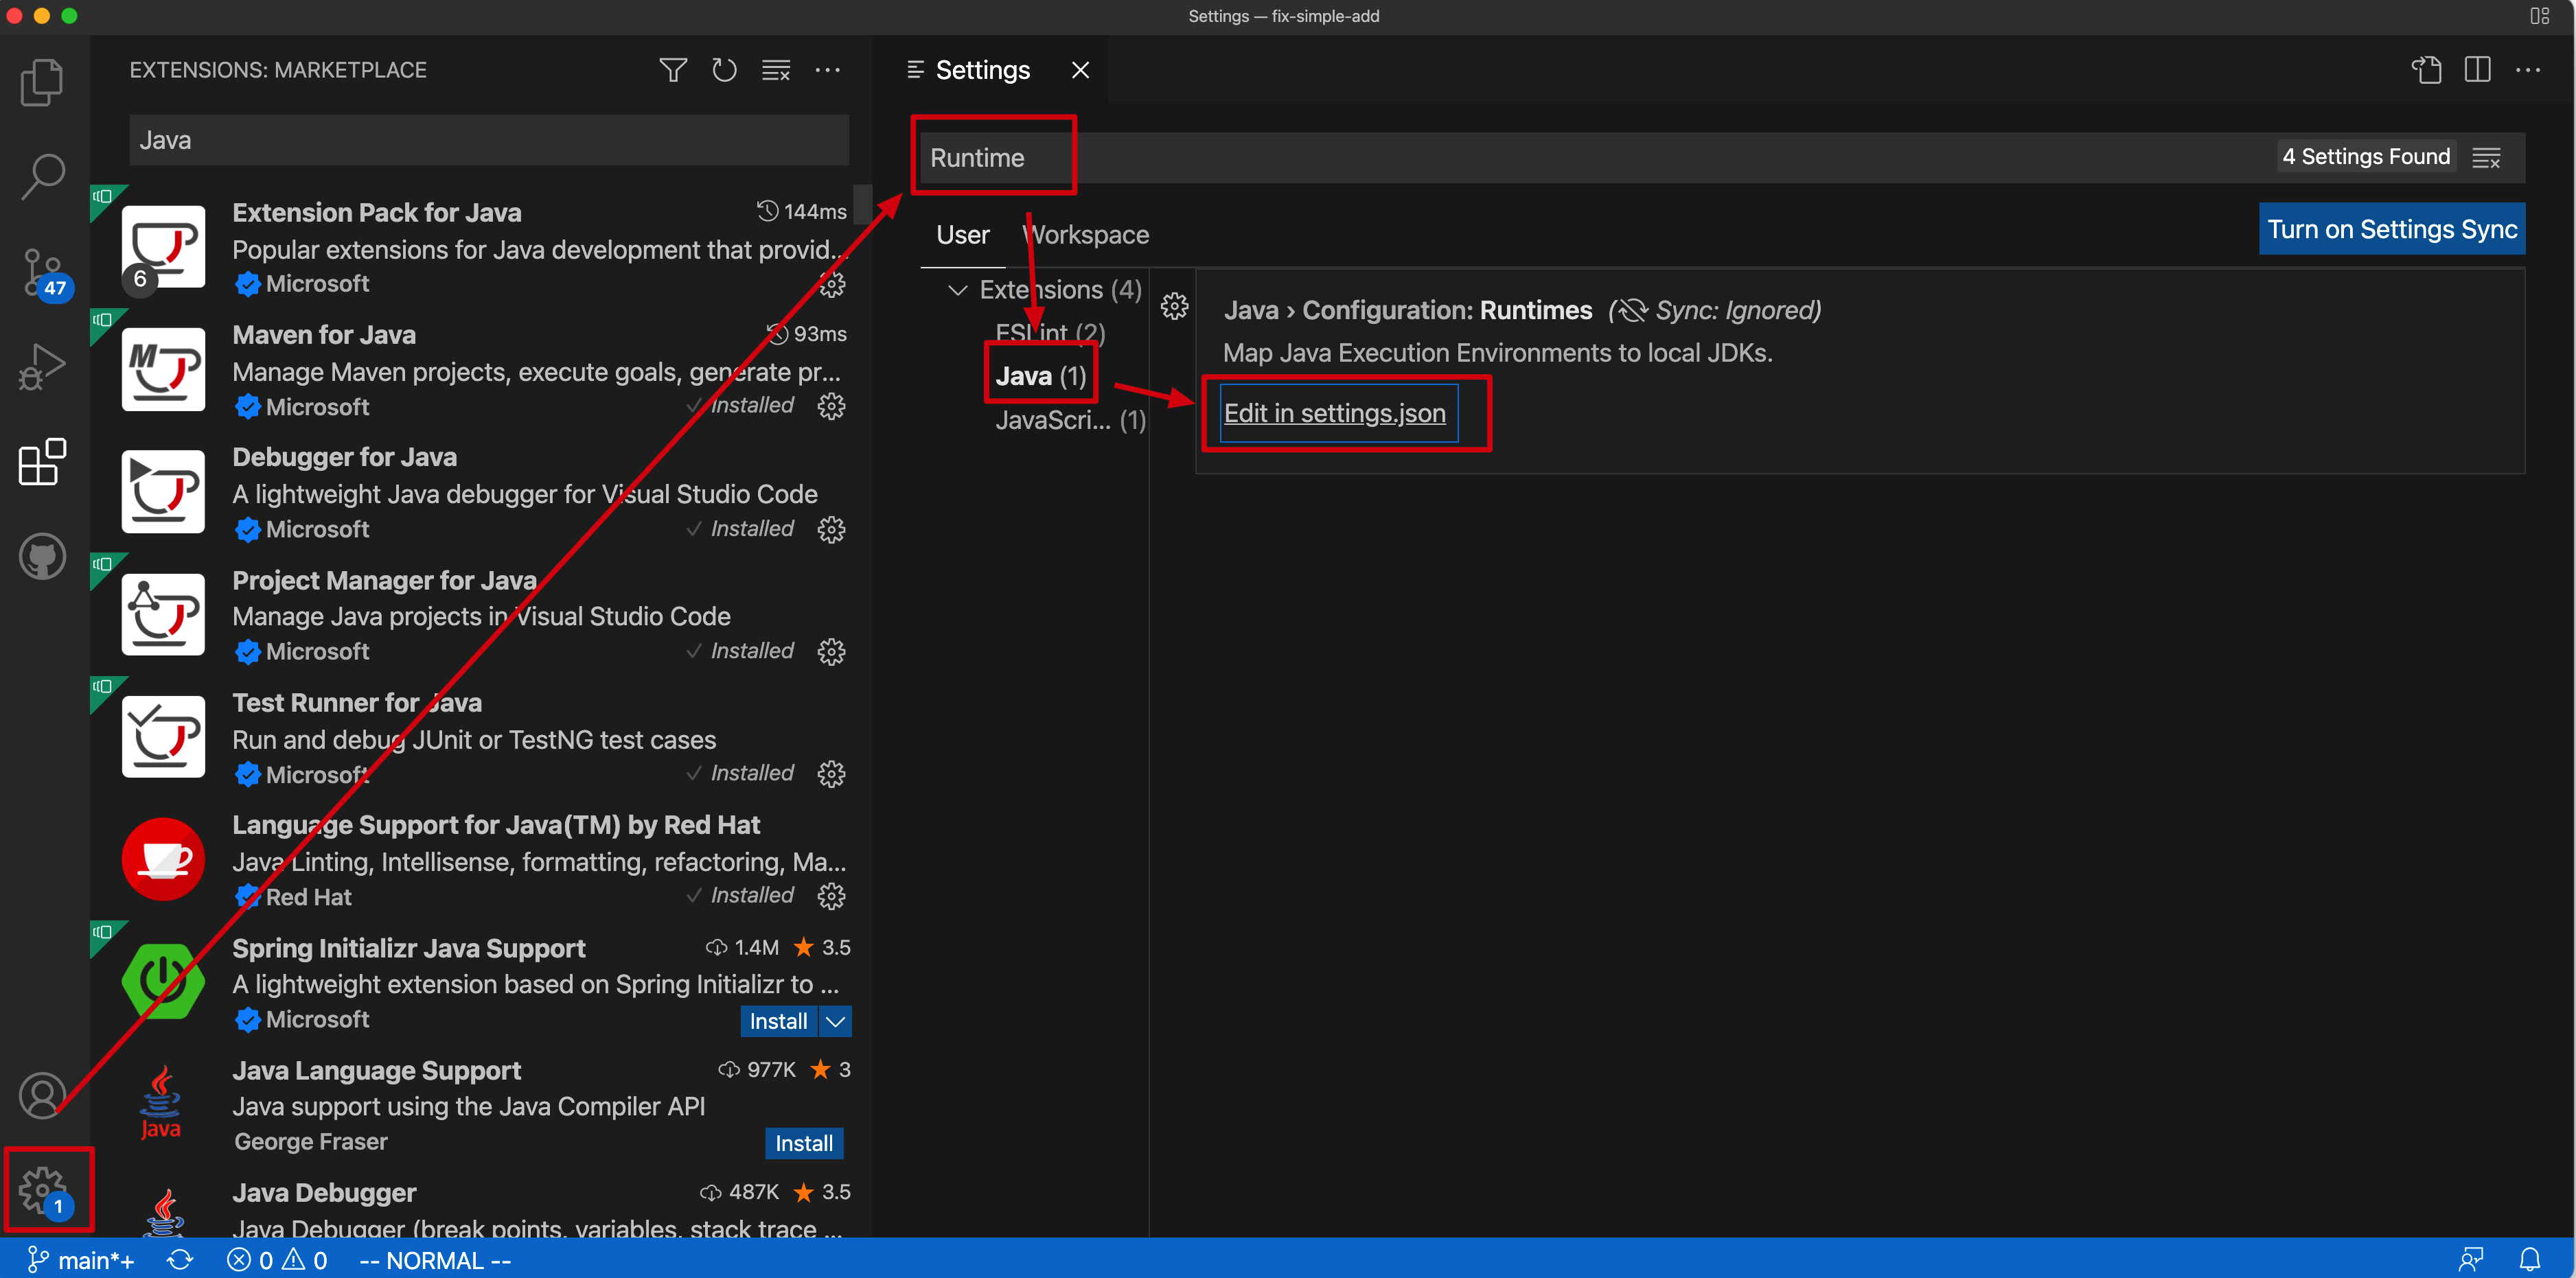 Settings — fix-simple-add
EXTENSIONS: MARKETPLACE
Java
Extension Pack for Java 144ms
Popular extensions for Java development that provid...
6
Microsoft
Maven for Java 93ms
Manage Maven projects, execute goals, generate pr...
Microsoft Installed
Debugger for Java
A lightweight Java debugger for Visual Studio Code
Microsoft Installed
Project Manager for Java
Manage Java projects in Visual Studio Code
Microsoft Installed
Test Runner for Java
Run and debug JUnit or TestNG test cases
Microsoft Installed
Language Support for Java(TM) by Red Hat
Java Linting, Intellisense, formatting, refactoring, Ma...
Red Hat Installed
Spring Initializr Java Support 1.4M 3.5
A lightweight extension based on Spring Initializr to ...
Microsoft Install
Java Language Support 977K 3
Java support using the Java Compiler API
Java
George Fraser Install
Java Debugger 487K 3.5
Java Debugger (break points, variables, stack trace ...
47
1
Settings
Runtime 4 Settings Found
User Workspace Turn on Settings Sync
Extensions (4)
ESLint (2)
Java (1)
JavaScri... (1)
Java › Configuration: Runtimes (Sync: Ignored)
Map Java Execution Environments to local JDKs.
Edit in settings.json
main*+ 0 0 -- NORMAL --